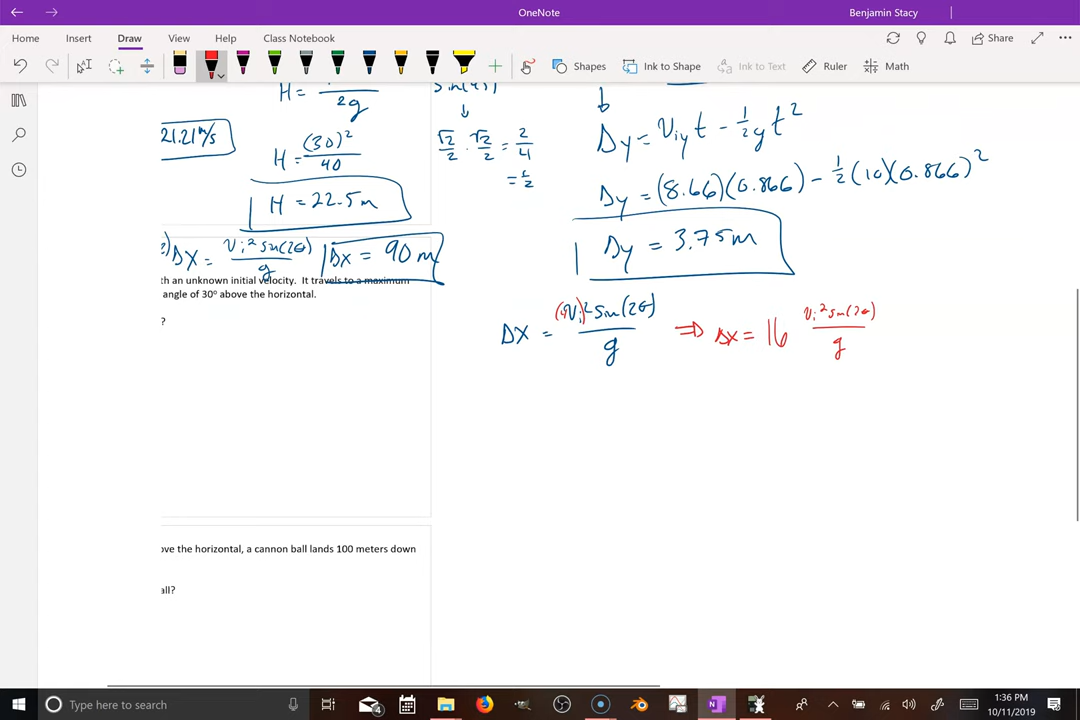 OneNote
Benjamin Stacy
Home Insert Draw View Help Class Notebook
Share
Shapes Ink to Shape Ink to Text Ruler Math
H =
2g
21.21 m/s
H = (30)²
40
H = 22.5m
√2/2 · √2/2 = 2/4
= 1/2
Δy = Viy t - 1/2 g t²
Δy = (8.66)(0.866) - 1/2 (10)(0.866)²
Δy = 3.75m
2) Δx = Vi² sin(2θ)
g
Δx = 90 m
th an unknown initial velocity. It travels to a maximum
angle of 30° above the horizontal.
?
Δx = (4Vi)² sin(2θ)
g
⇒ Δx = 16 Vi² sin(2θ)
g
ove the horizontal, a cannon ball lands 100 meters down
all?
Type here to search
1:36 PM
10/11/2019